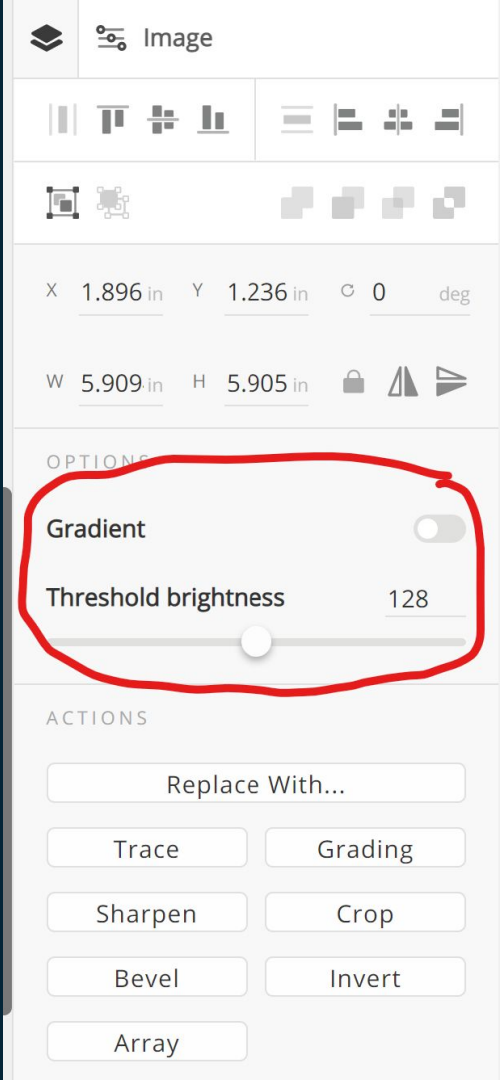 Image
X 1.896 in Y 1.236 in 0 deg
W 5.909 in H 5.905 in
OPTIONS
Gradient
Threshold brightness 128
ACTIONS
Replace With...
Trace Grading
Sharpen Crop
Bevel Invert
Array